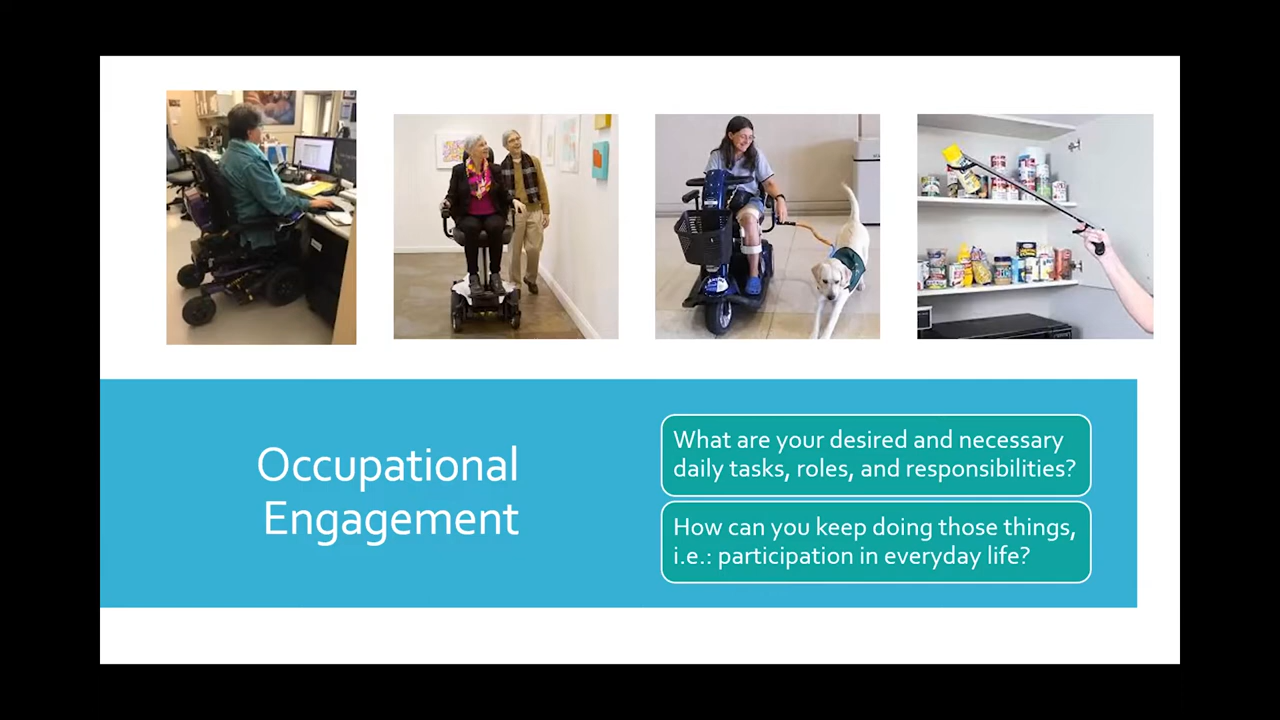 Occupational
Engagement
What are your desired and necessary
daily tasks, roles, and responsibilities?
How can you keep doing those things,
i.e.: participation in everyday life?